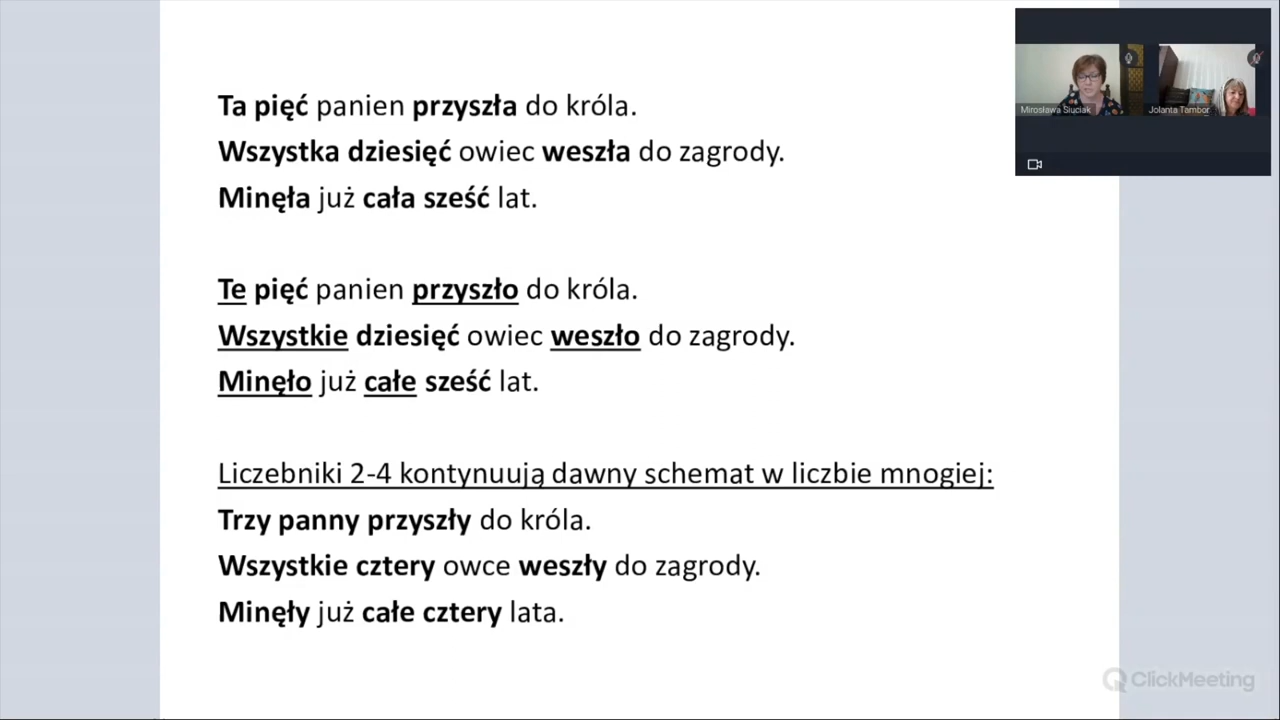 Ta pięć panien przyszła do króla.
Wszystka dziesięć owiec weszła do zagrody.
Minęła już cała sześć lat.
Te pięć panien przyszło do króla.
Wszystkie dziesięć owiec weszło do zagrody.
Minęło już całe sześć lat.
Liczebniki 2-4 kontynuują dawny schemat w liczbie mnogiej:
Trzy panny przyszły do króla.
Wszystkie cztery owce weszły do zagrody.
Minęły już całe cztery lata.
Mirosława Siuciak
Jolanta Tambor
ClickMeeting